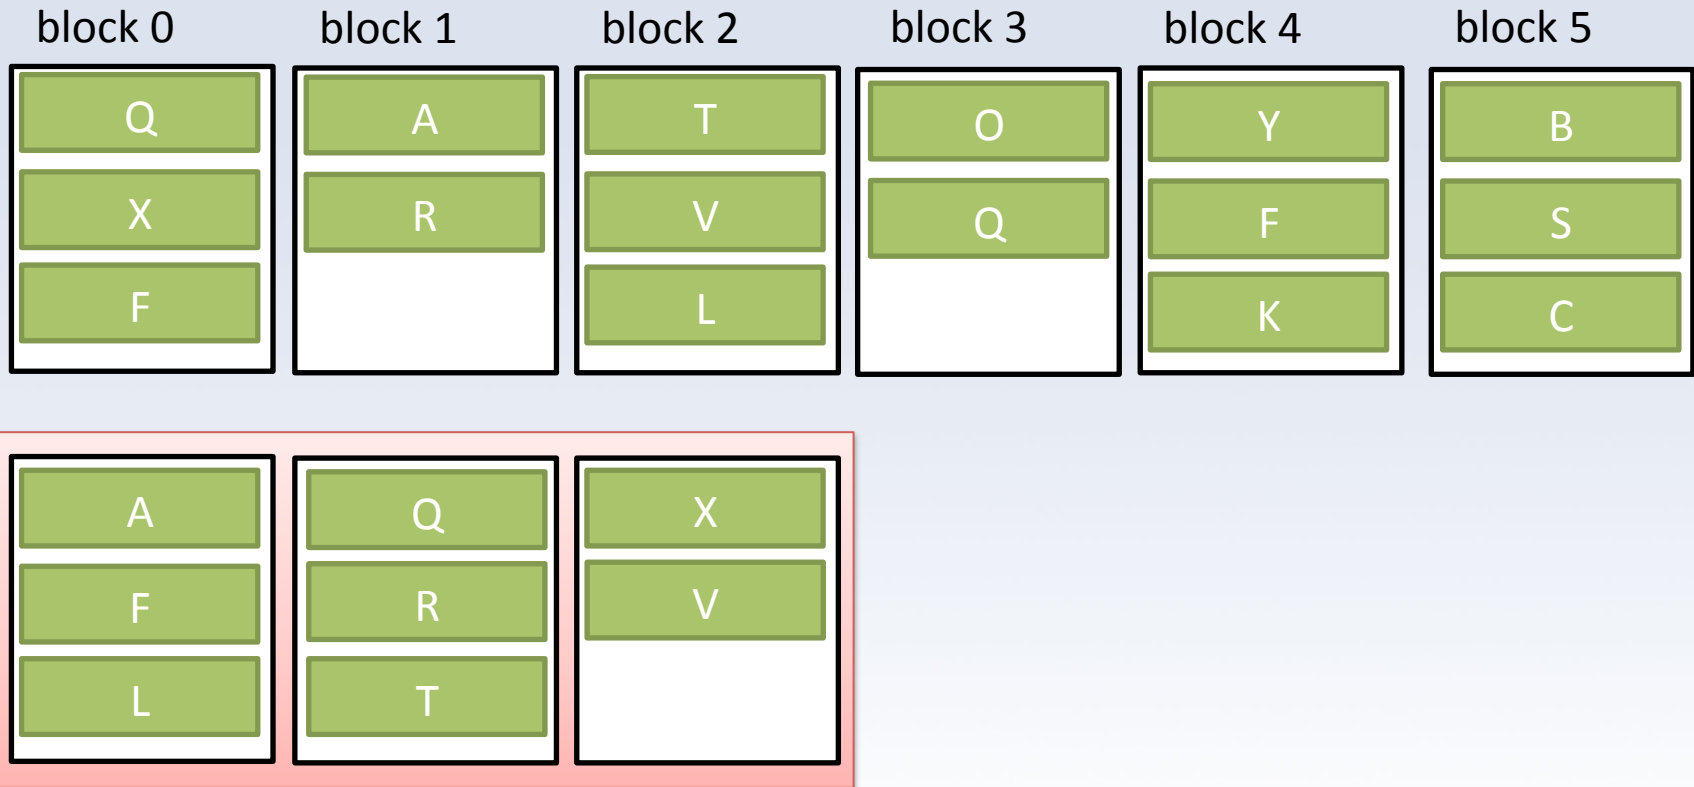 block 0 block 1 block 2 block 3 block 4 block 5
Q A T O Y B
X R V Q F S
F L K C
A Q X
F R V
L T